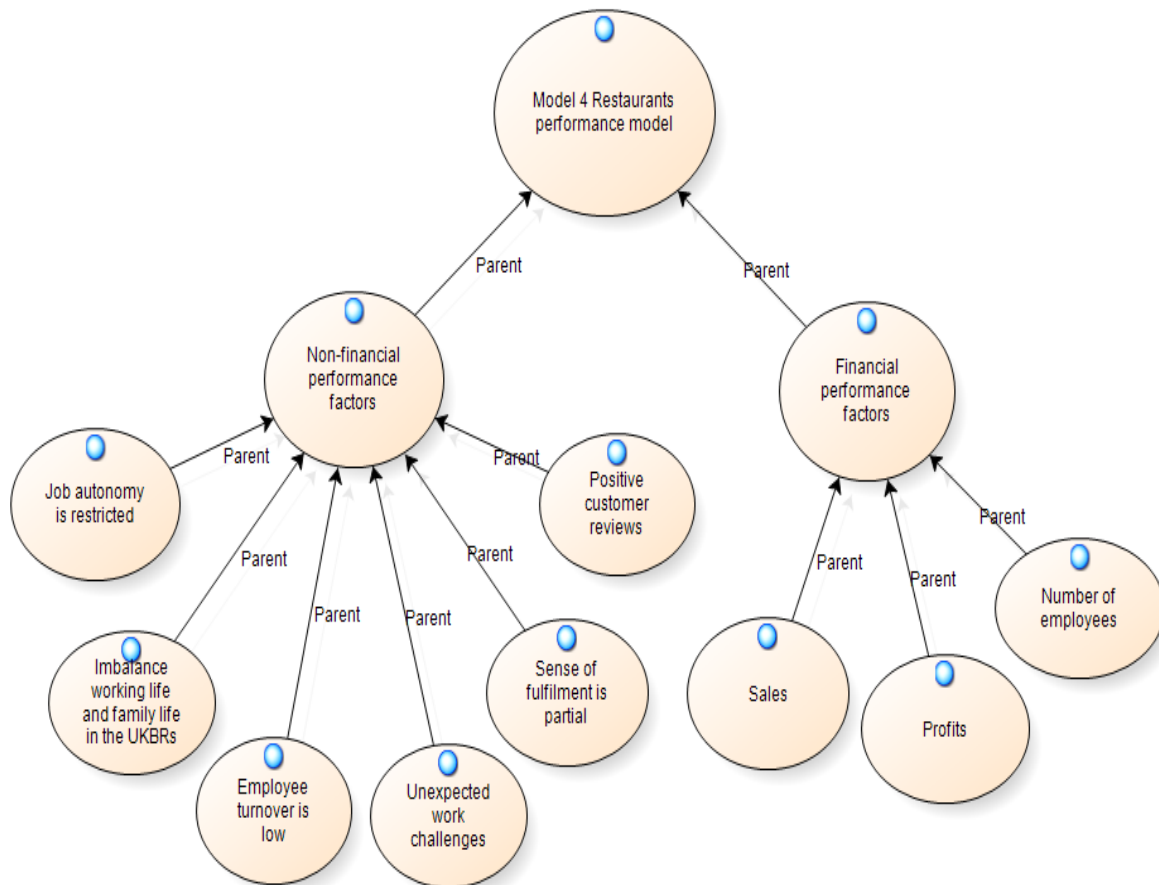 Model 4 Restaurants
performance model
Parent
Parent
Non-financial
performance
factors
Financial
performance
factors
Parent
Parent
Job autonomy
is restricted
Positive
customer
reviews
Parent
Parent
Parent
Parent
Parent
Parent
Parent
Imbalance
working life
and family life
in the UKBRs
Employee
turnover is
low
Unexpected
work
challenges
Sense of
fulfilment is
partial
Sales
Profits
Number of
employees